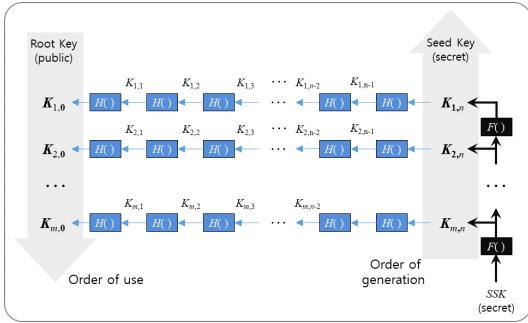 Root Key
(public)
Seed Key
(secret)
K1,1 K1,2 K1,3 ··· K1,n-2 K1,n-1
K1,0 H() H() H() ··· H() H() K1,n
F()
K2,1 K2,2 K2,3 ··· K2,n-2 K2,n-1
K2,0 H() H() H() ··· H() H() K2,n
··· ···
Km,1 Km,2 Km,3 Km,n-2
Km,0 H() H() H() ··· H() H() Km,n
F()
Order of use
Order of
generation
SSK
(secret)